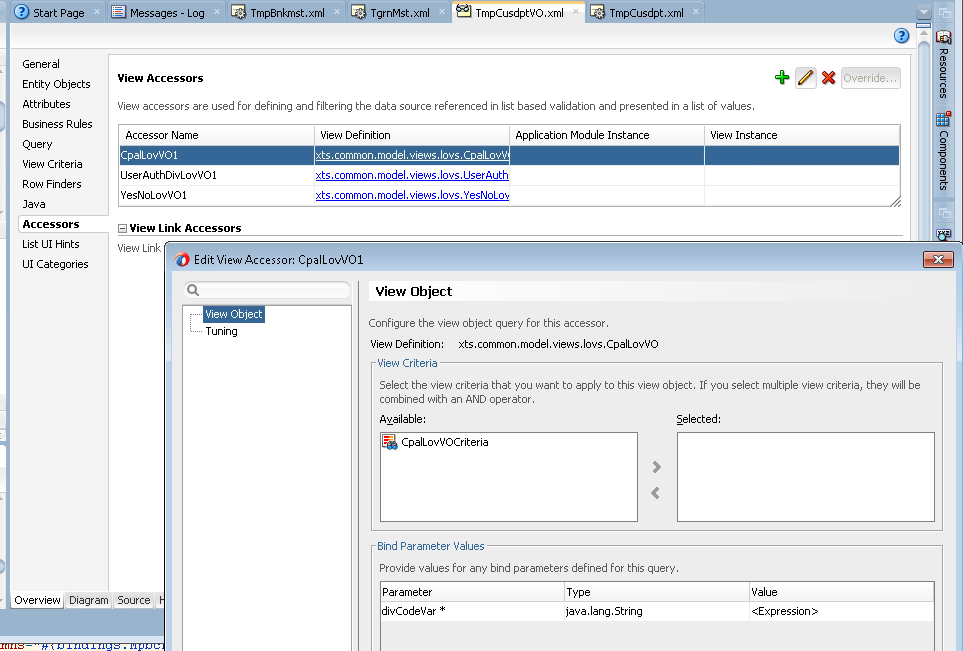 Start Page
Messages - Log
TmpBnkmst.xml
TgrnMst.xml
TmpCusdptVO.xml
TmpCusdpt.xml
General
Entity Objects
Attributes
Business Rules
Query
View Criteria
Row Finders
Java
Accessors
List UI Hints
UI Categories
View Accessors
Override...
View accessors are used for defining and filtering the data source referenced in list based validation and presented in a list of values.
Accessor Name View Definition Application Module Instance View Instance
CpalLovVO1 xts.common.model.views.lovs.CpalLovV
UserAuthDivLovVO1 xts.common.model.views.lovs.UserAuth
YesNoLovVO1 xts.common.model.views.lovs.YesNoLov
View Link Accessors
View Link
Resources
Components
Edit View Accessor: CpalLovVO1
View Object
Tuning
View Object
Configure the view object query for this accessor.
View Definition: xts.common.model.views.lovs.CpalLovVO
View Criteria
Select the view criteria that you want to apply to this view object. If you select multiple view criteria, they will be
combined with an AND operator.
Available: Selected:
CpalLovVOCriteria
Bind Parameter Values
Provide values for any bind parameters defined for this query.
Parameter Type Value
divCodeVar * java.lang.String <Expression>
Overview Diagram Source H